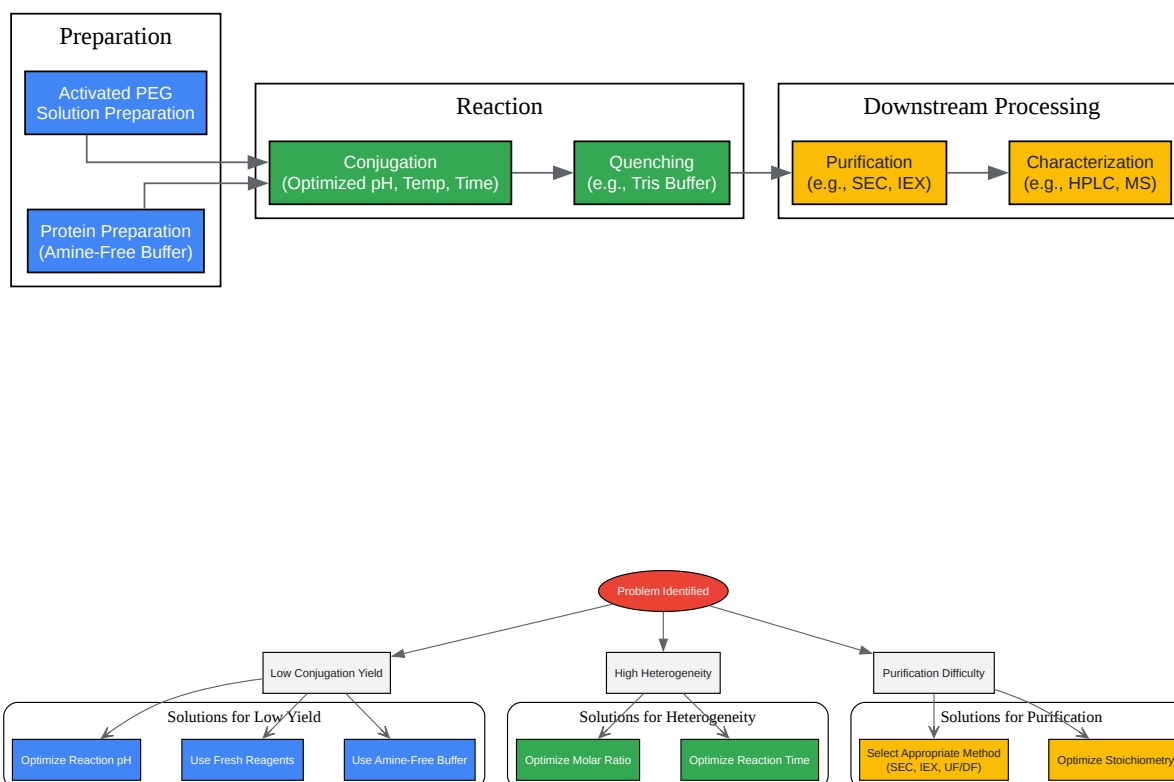 Preparation
Activated PEG
Solution Preparation
Protein Preparation
(Amine-Free Buffer)
Reaction
Conjugation
(Optimized pH, Temp, Time)
Quenching
(e.g., Tris Buffer)
Downstream Processing
Purification
(e.g., SEC, IEX)
Characterization
(e.g., HPLC, MS)
Problem Identified
Low Conjugation Yield
High Heterogeneity
Purification Difficulty
Solutions for Low Yield
Optimize Reaction pH
Use Fresh Reagents
Use Amine-Free Buffer
Solutions for Heterogeneity
Optimize Molar Ratio
Optimize Reaction Time
Solutions for Purification
Select Appropriate Method
(SEC, IEX, UF/DF)
Optimize Stoichiometry